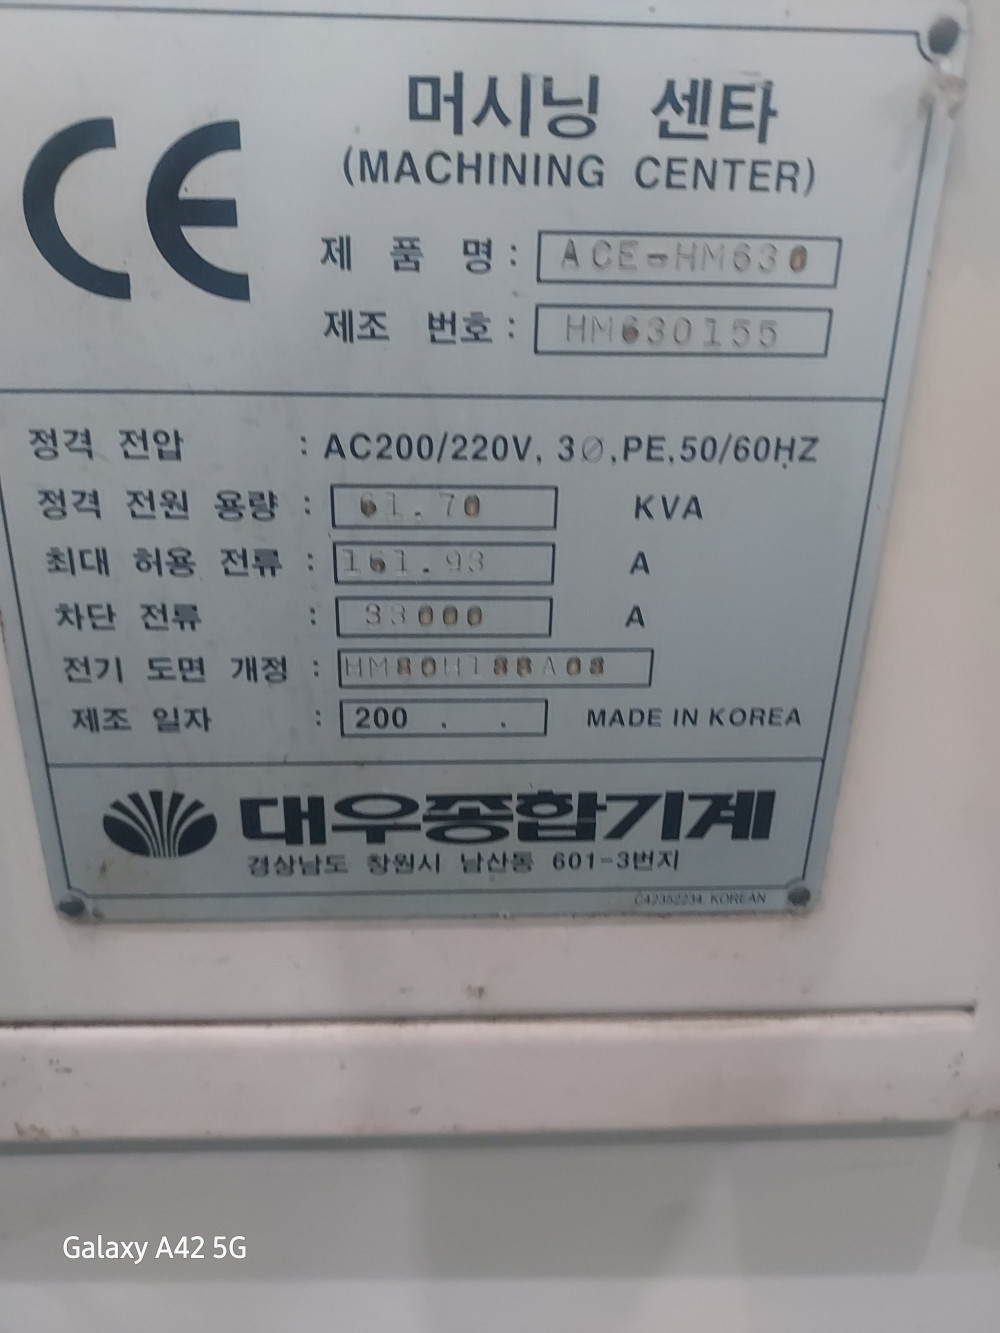 CE
머시닝 센타
(MACHINING CENTER)
제 품 명 : ACE-HM630
제조 번호 : HM630155
정격 전압 : AC200/220V, 3∅, PE, 50/60HZ
정격 전원 용량 : 61.70 KVA
최대 허용 전류 : 161.93 A
차단 전류 : 33000 A
전기 도면 개정 : HM80H188A08
제조 일자 : 200 . . MADE IN KOREA
대우종합기계
경상남도 창원시 남산동 601-3번지
C42352234, KOREAN
Galaxy A42 5G